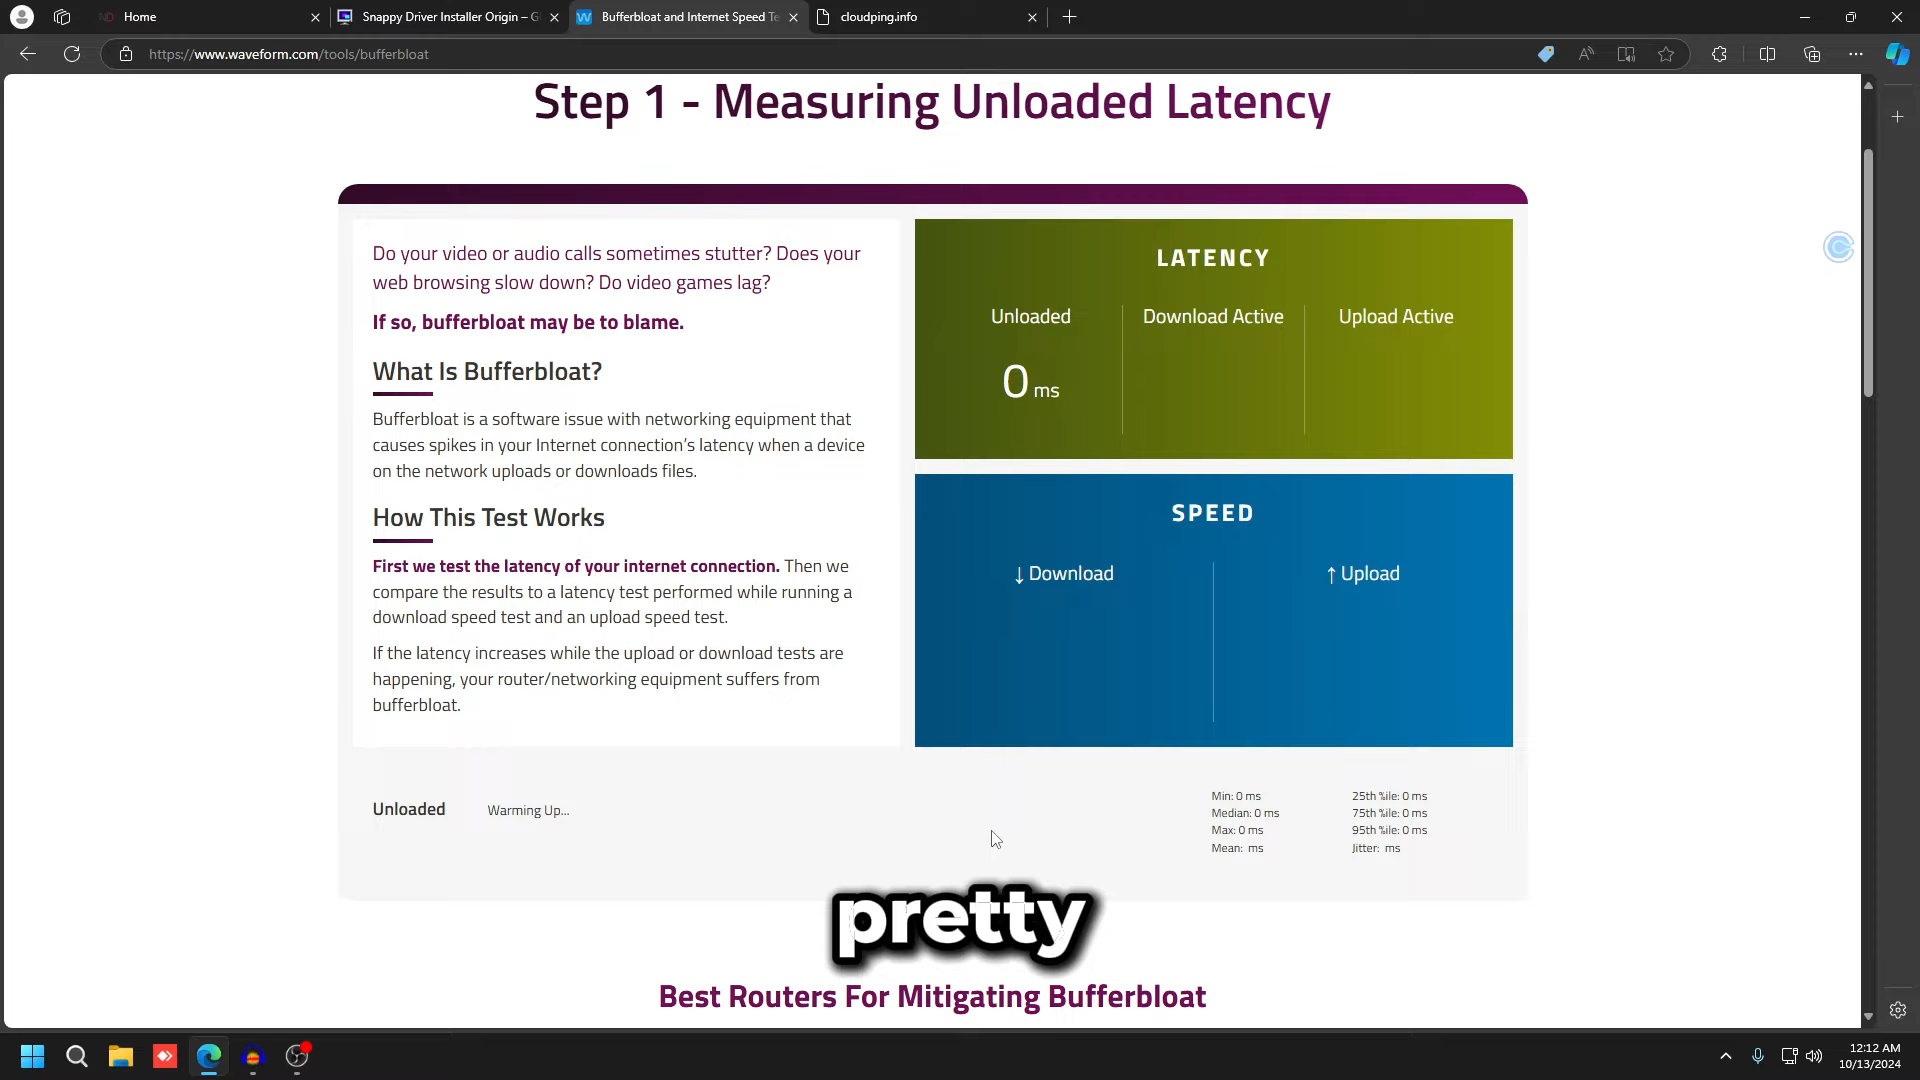 Home
Snappy Driver Installer Origin – G
Bufferbloat and Internet Speed Te
cloudping.info
https://www.waveform.com/tools/bufferbloat
Step 1 - Measuring Unloaded Latency
Do your video or audio calls sometimes stutter? Does your
web browsing slow down? Do video games lag?
If so, bufferbloat may be to blame.
What Is Bufferbloat?
Bufferbloat is a software issue with networking equipment that
causes spikes in your Internet connection’s latency when a device
on the network uploads or downloads files.
How This Test Works
First we test the latency of your internet connection. Then we
compare the results to a latency test performed while running a
download speed test and an upload speed test.
If the latency increases while the upload or download tests are
happening, your router/networking equipment suffers from
bufferbloat.
LATENCY
Unloaded
Download Active
Upload Active
0 ms
SPEED
↓ Download
↑ Upload
Unloaded
Warming Up...
Min: 0 ms
Median: 0 ms
Max: 0 ms
Mean: ms
25th %ile: 0 ms
75th %ile: 0 ms
95th %ile: 0 ms
Jitter: ms
pretty
Best Routers For Mitigating Bufferbloat
12:12 AM
10/13/2024